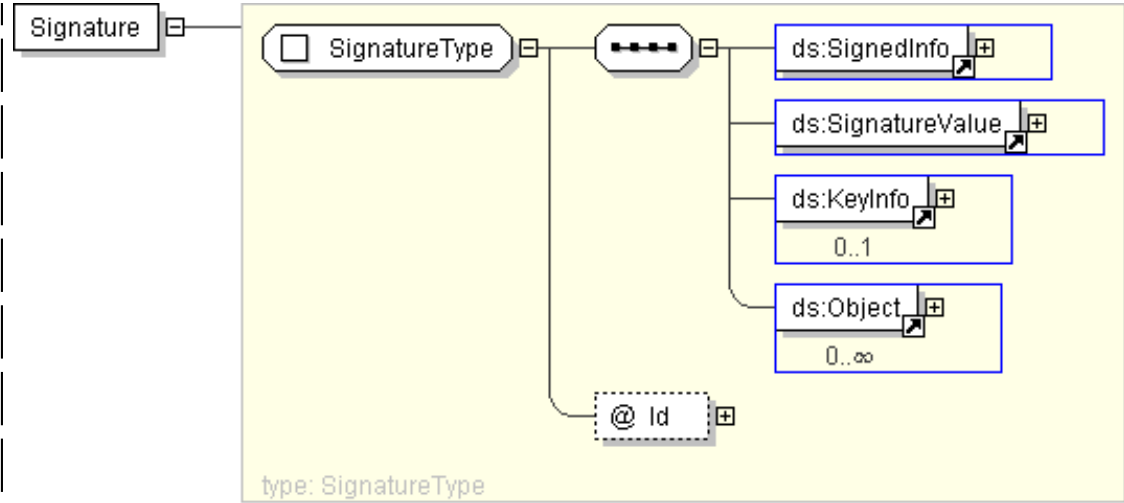 Signature
SignatureType
ds:SignedInfo
ds:SignatureValue
ds:KeyInfo
0..1
ds:Object
0..∞
@ Id
type: SignatureType